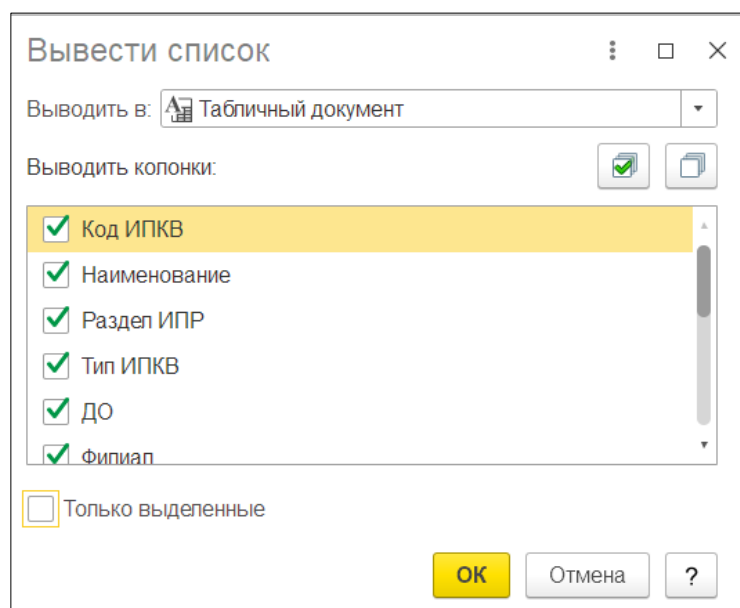 Вывести список
Выводить в: Табличный документ
Выводить колонки:
Код ИПКВ
Наименование
Раздел ИПР
Тип ИПКВ
ДО
Филиал
Только выделенные
ОК Отмена ?